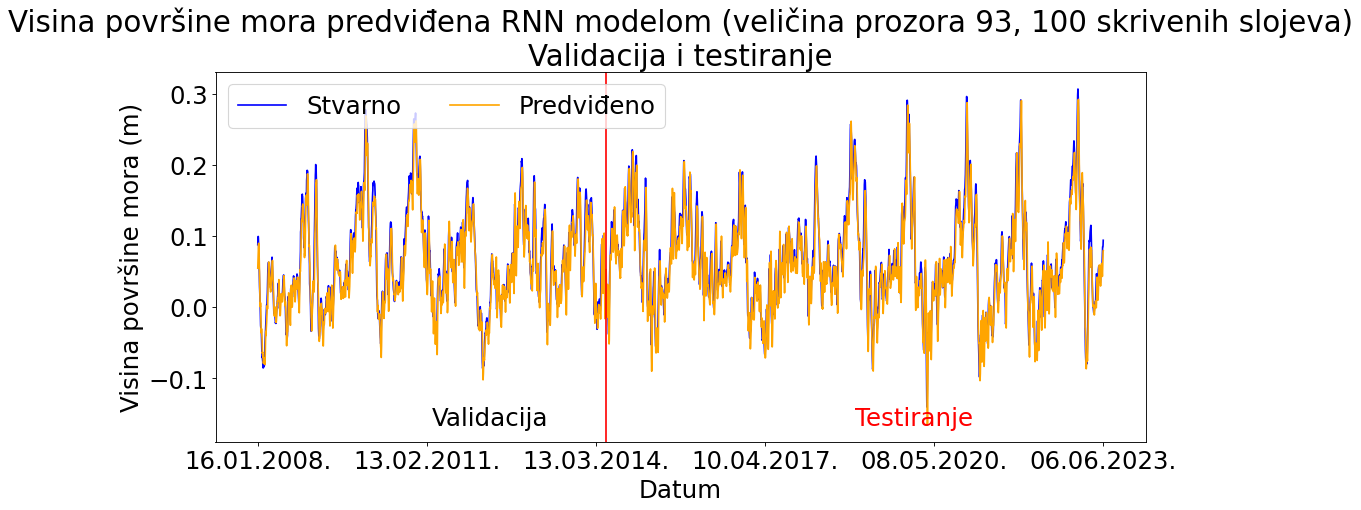 Visina površine mora predviđena RNN modelom (veličina prozora 93, 100 skrivenih slojeva)
Validacija i testiranje
Stvarno
Predviđeno
Visina površine mora (m)
0.3
0.2
0.1
0.0
−0.1
Validacija
Testiranje
16.01.2008.
13.02.2011.
13.03.2014.
10.04.2017.
08.05.2020.
06.06.2023.
Datum